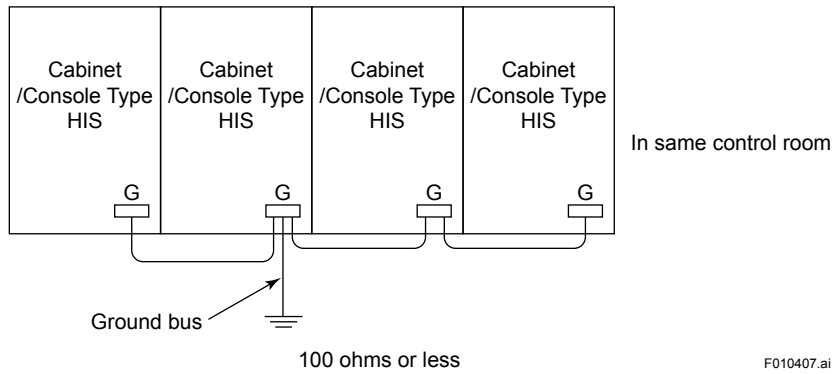 Cabinet
/Console Type
HIS
Cabinet
/Console Type
HIS
Cabinet
/Console Type
HIS
Cabinet
/Console Type
HIS
In same control room
G
G
G
G
Ground bus
100 ohms or less
F010407.ai